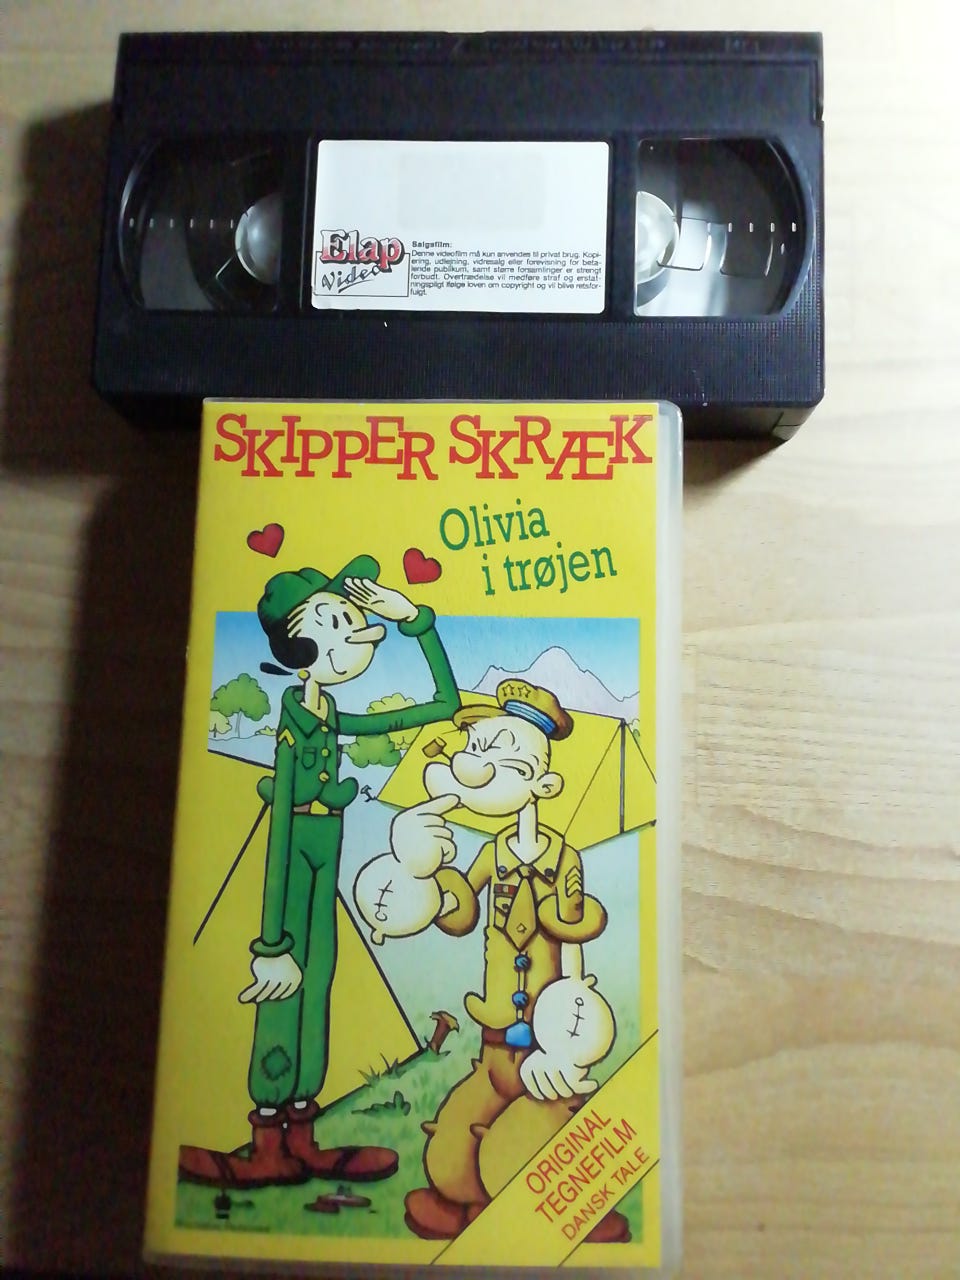 Elap
Video
Salgsfilm:
Denne videofilm må kun anvendes til privat brug. Kopi-
ering, udlejning, vidresalg eller forevisning for beta-
lende publikum, samt større forsamlinger er strengt
forbudt. Overtrædelse vil medføre straf og erstat-
ningspligt ifølge loven om copyright og vil blive retsfor-
fulgt.
SKIPPER SKRÆK
Olivia
i trøjen
ORIGINAL
TEGNEFILM
DANSK TALE